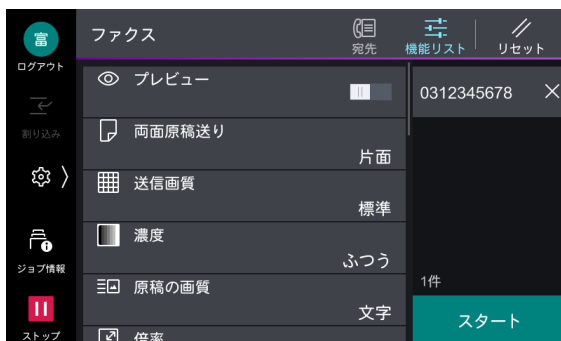 富
ログアウト
割り込み
ジョブ情報
ストップ
ファクス
宛先
機能リスト
リセット
プレビュー
両面原稿送り
片面
送信画質
標準
濃度
ふつう
原稿の画質
文字
倍率
0312345678
1件
スタート